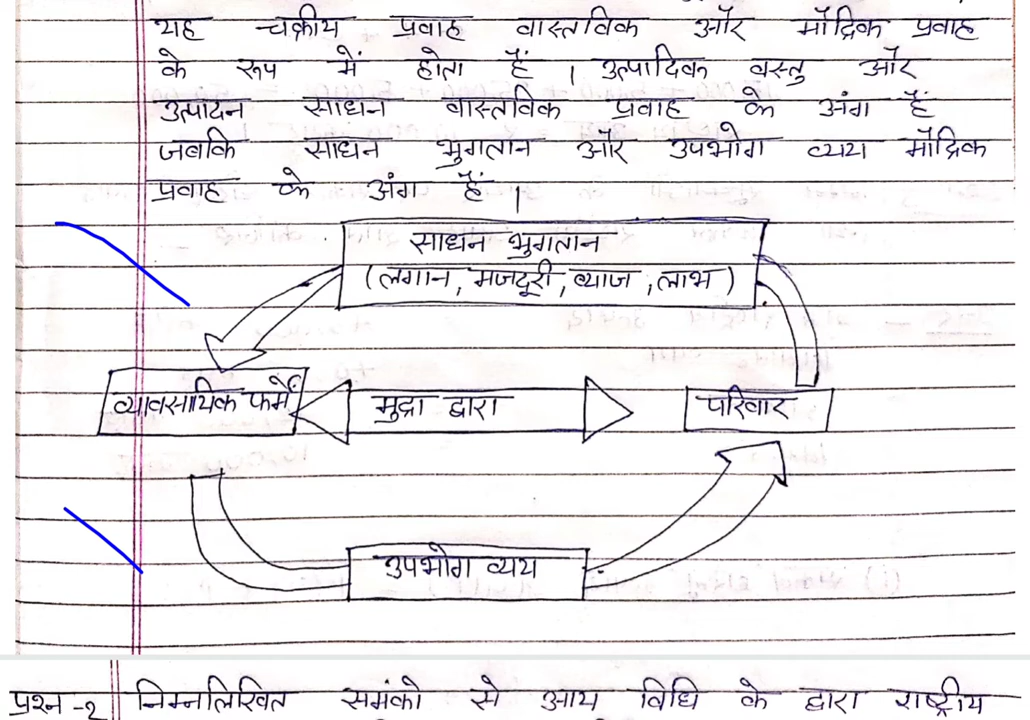 यह चक्रीय प्रवाह वास्तविक और मौद्रिक प्रवाह
के रूप में होता हैं । उत्पादिक वस्तु और
उत्पादन साधन वास्तविक प्रवाह के अंग हैं
जबकि साधन भुगतान और उपभोग व्यय मौद्रिक
प्रवाह के अंग हैं ।
साधन भुगतान
(लगान, मजदूरी, ब्याज, लाभ)
व्यावसायिक फर्में
मुद्रा द्वारा
परिवार
उपभोग व्यय
प्रश्न-2 निम्नलिखित समंको से आय विधि के द्वारा राष्ट्रीय